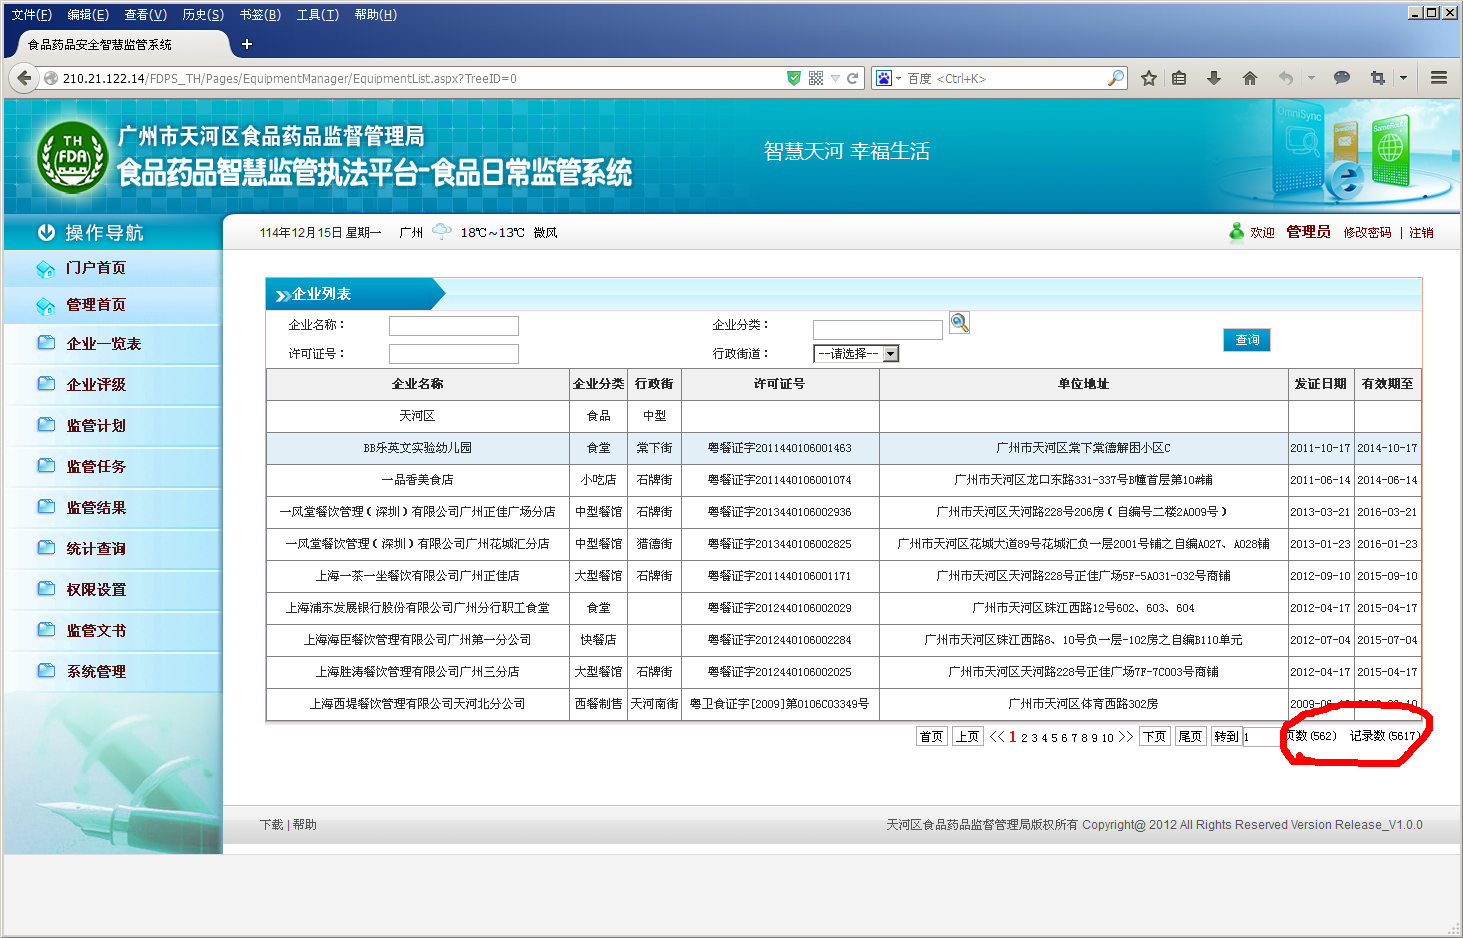 文件(F) 编辑(E) 查看(V) 历史(S) 书签(B) 工具(T) 帮助(H)
食品药品安全智慧监管系统 +
210.21.122.14/FDPS_TH/Pages/EquipmentManager/EquipmentList.aspx?TreeID=0
百度 <Ctrl+K>
TH
FDA
广州市天河区食品药品监督管理局
食品药品智慧监管执法平台-食品日常监管系统
智慧天河 幸福生活
OmniSync
操作导航
114年12月15日 星期一 广州 18℃~13℃ 微风
欢迎 管理员 修改密码 | 注销
门户首页
管理首页
企业一览表
企业评级
监管计划
监管任务
监管结果
统计查询
权限设置
监管文书
系统管理
企业列表
企业名称： 企业分类：
许可证号： 行政街道： --请选择--
查询
企业名称 企业分类 行政街 许可证号 单位地址 发证日期 有效期至
天河区 食品 中型
BB乐英文实验幼儿园 食堂 棠下街 粤餐证字2011440106001463 广州市天河区棠下棠德解困小区C 2011-10-17 2014-10-17
一品香美食店 小吃店 石牌街 粤餐证字2011440106001074 广州市天河区龙口东路331-337号B幢首层第10#铺 2011-06-14 2014-06-14
一风堂餐饮管理（深圳）有限公司广州正佳广场分店 中型餐馆 石牌街 粤餐证字2013440106002936 广州市天河区天河路228号206房（自编号二楼2A009号） 2013-03-21 2016-03-21
一风堂餐饮管理（深圳）有限公司广州花城汇分店 中型餐馆 猎德街 粤餐证字2013440106002825 广州市天河区花城大道89号花城汇负一层2001号铺之自编A027、A028铺 2013-01-23 2016-01-23
上海一茶一坐餐饮有限公司广州正佳店 大型餐馆 石牌街 粤餐证字2011440106001171 广州市天河区天河路228号正佳广场5F-5A031-032号商铺 2012-09-10 2015-09-10
上海浦东发展银行股份有限公司广州分行职工食堂 食堂 粤餐证字2012440106002029 广州市天河区珠江西路12号602、603、604 2012-04-17 2015-04-17
上海海臣餐饮管理有限公司广州第一分公司 快餐店 粤餐证字2012440106002284 广州市天河区珠江西路8、10号负一层-102房之自编B110单元 2012-07-04 2015-07-04
上海胜涛餐饮管理有限公司广州三分店 大型餐馆 石牌街 粤餐证字2012440106002025 广州市天河区天河路228号正佳广场7F-7C003号商铺 2012-04-17 2015-04-17
上海西堤餐饮管理有限公司天河北分公司 西餐制售 天河南街 粤卫食证字[2009]第0106C03349号 广州市天河区体育西路302房
首页 上页 << 1 2 3 4 5 6 7 8 9 10 >> 下页 尾页 转到 1 页数(562) 记录数(5617)
下载 | 帮助
天河区食品药品监督管理局版权所有 Copyright@ 2012 All Rights Reserved Version Release_V1.0.0